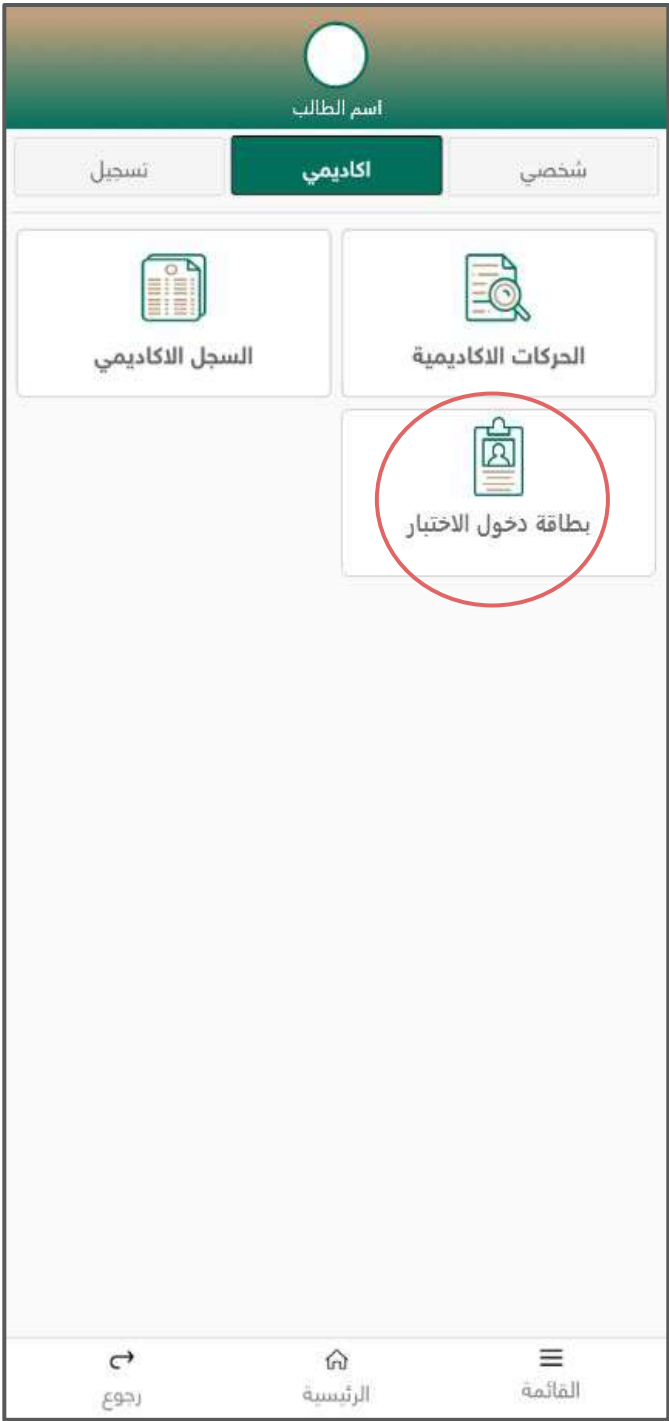 اسم الطالب
شخصي
اكاديمي
تسجيل
الحركات الاكاديمية
السجل الاكاديمي
بطاقة دخول الاختبار
القائمة
الرئيسية
رجوع